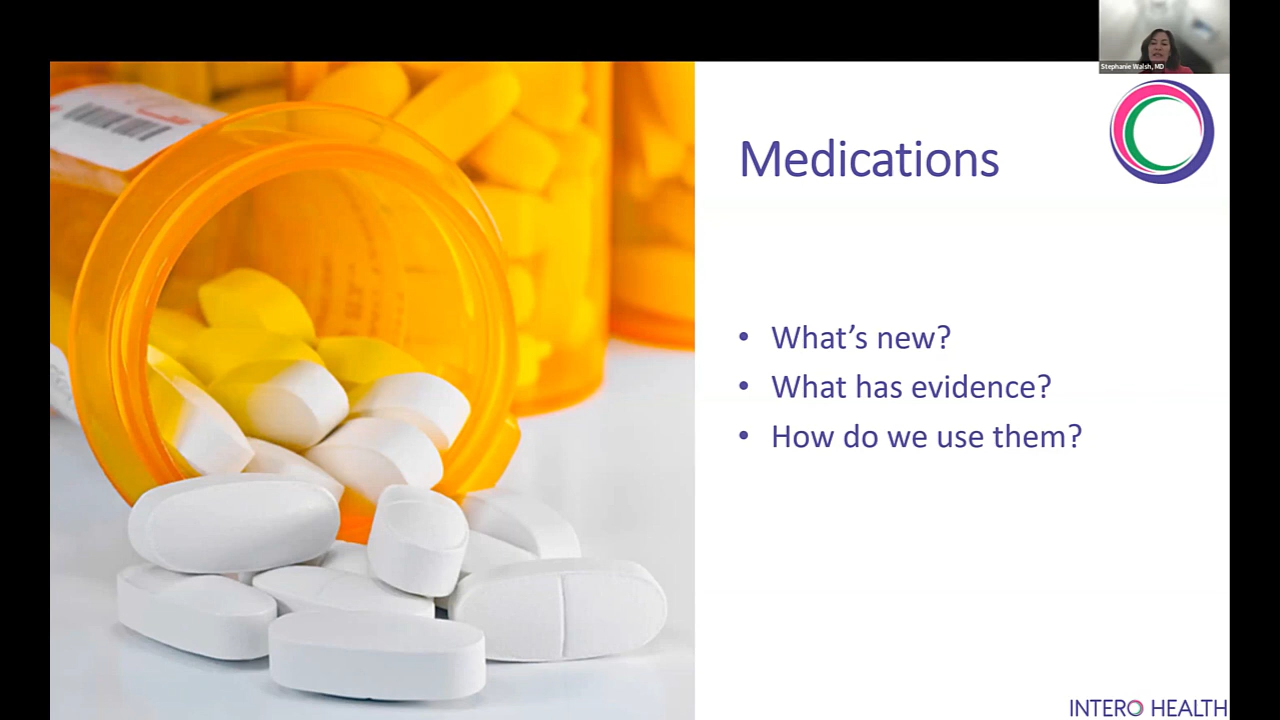 Stephanie Walsh, MD
Medications
• What's new?
• What has evidence?
• How do we use them?
INTERO HEALTH